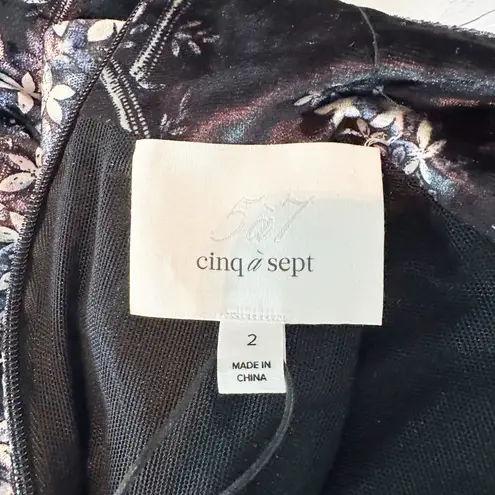 5à7
cinq à sept
2
MADE IN
CHINA